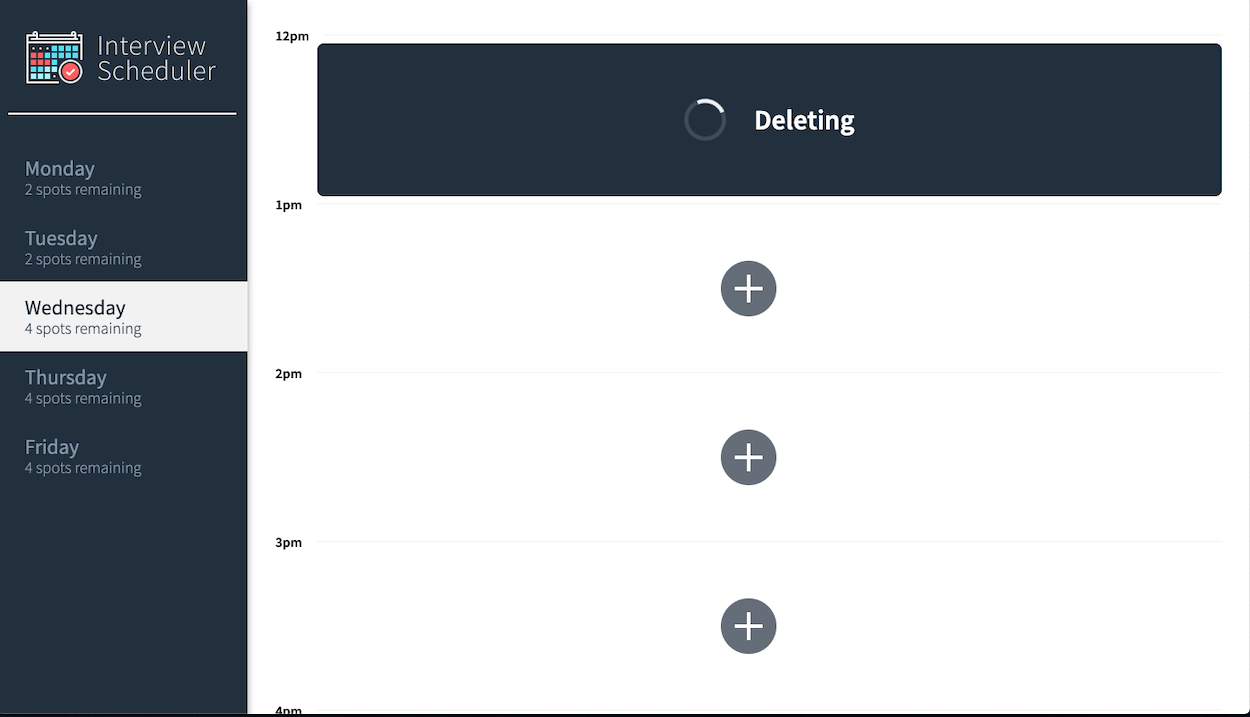 Interview
Scheduler
Monday
2 spots remaining
Tuesday
2 spots remaining
Wednesday
4 spots remaining
Thursday
4 spots remaining
Friday
4 spots remaining
12pm
Deleting
1pm
2pm
3pm
4pm